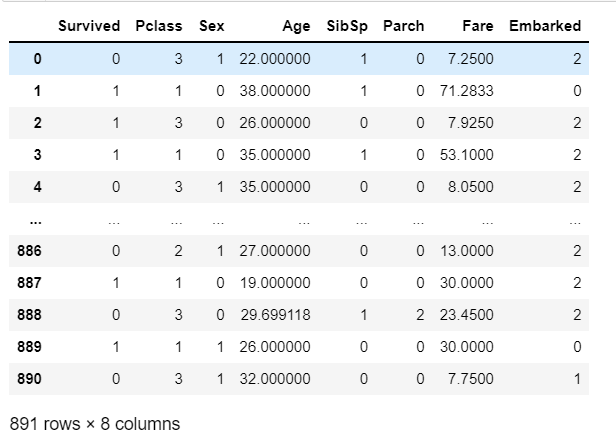 Survived Pclass Sex Age SibSp Parch Fare Embarked
0 0 3 1 22.000000 1 0 7.2500 2
1 1 1 0 38.000000 1 0 71.2833 0
2 1 3 0 26.000000 0 0 7.9250 2
3 1 1 0 35.000000 1 0 53.1000 2
4 0 3 1 35.000000 0 0 8.0500 2
... ... ... ... ... ... ... ... ...
886 0 2 1 27.000000 0 0 13.0000 2
887 1 1 0 19.000000 0 0 30.0000 2
888 0 3 0 29.699118 1 2 23.4500 2
889 1 1 1 26.000000 0 0 30.0000 0
890 0 3 1 32.000000 0 0 7.7500 1
891 rows × 8 columns